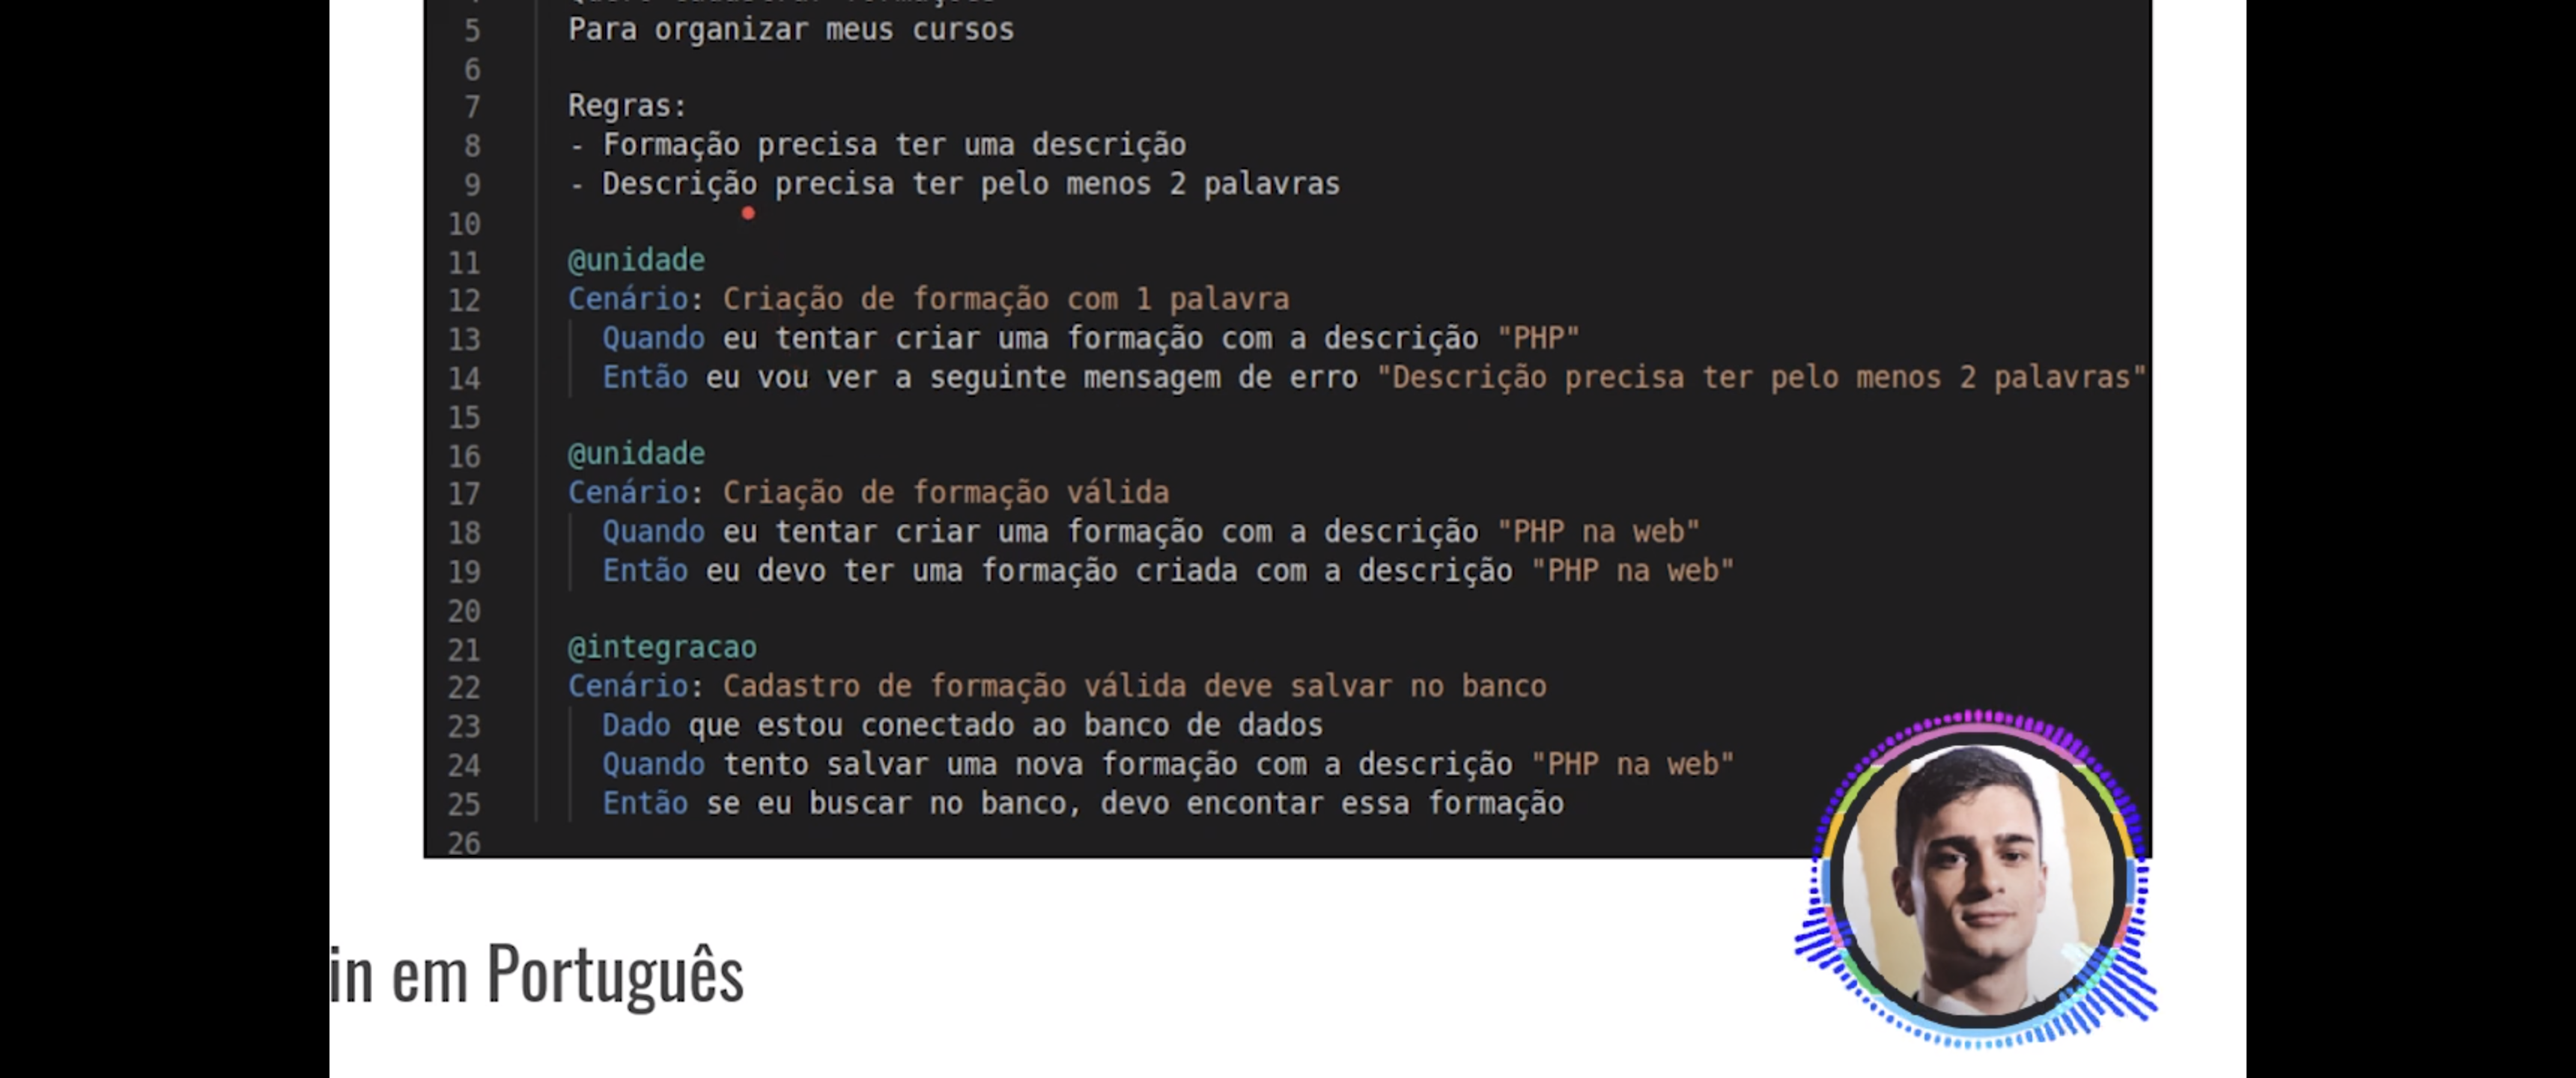 5 Para organizar meus cursos
6
7 Regras:
8 - Formação precisa ter uma descrição
9 - Descrição precisa ter pelo menos 2 palavras
10
11 @unidade
12 Cenário: Criação de formação com 1 palavra
13 Quando eu tentar criar uma formação com a descrição "PHP"
14 Então eu vou ver a seguinte mensagem de erro "Descrição precisa ter pelo menos 2 palavras"
15
16 @unidade
17 Cenário: Criação de formação válida
18 Quando eu tentar criar uma formação com a descrição "PHP na web"
19 Então eu devo ter uma formação criada com a descrição "PHP na web"
20
21 @integracao
22 Cenário: Cadastro de formação válida deve salvar no banco
23 Dado que estou conectado ao banco de dados
24 Quando tento salvar uma nova formação com a descrição "PHP na web"
25 Então se eu buscar no banco, devo encontar essa formação
26
in em Português